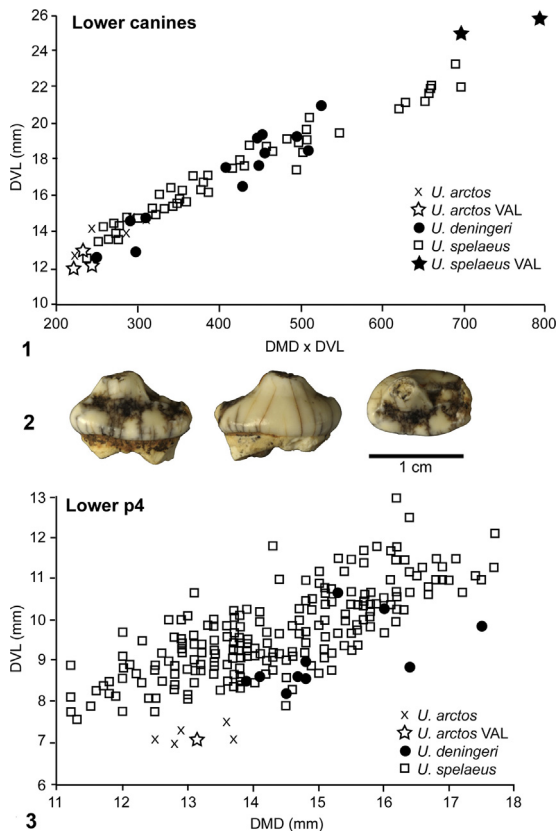 Lower canines
26
24
22
20
18
16
14
12
10
DVL (mm)
× U. arctos
☆ U. arctos VAL
● U. deningeri
□ U. spelaeus
★ U. spelaeus VAL
200 300 400 500 600 700 800
DMD x DVL
1
2
1 cm
Lower p4
13
12
11
10
9
8
7
6
DVL (mm)
× U. arctos
☆ U. arctos VAL
● U. deningeri
□ U. spelaeus
11 12 13 14 15 16 17 18
DMD (mm)
3